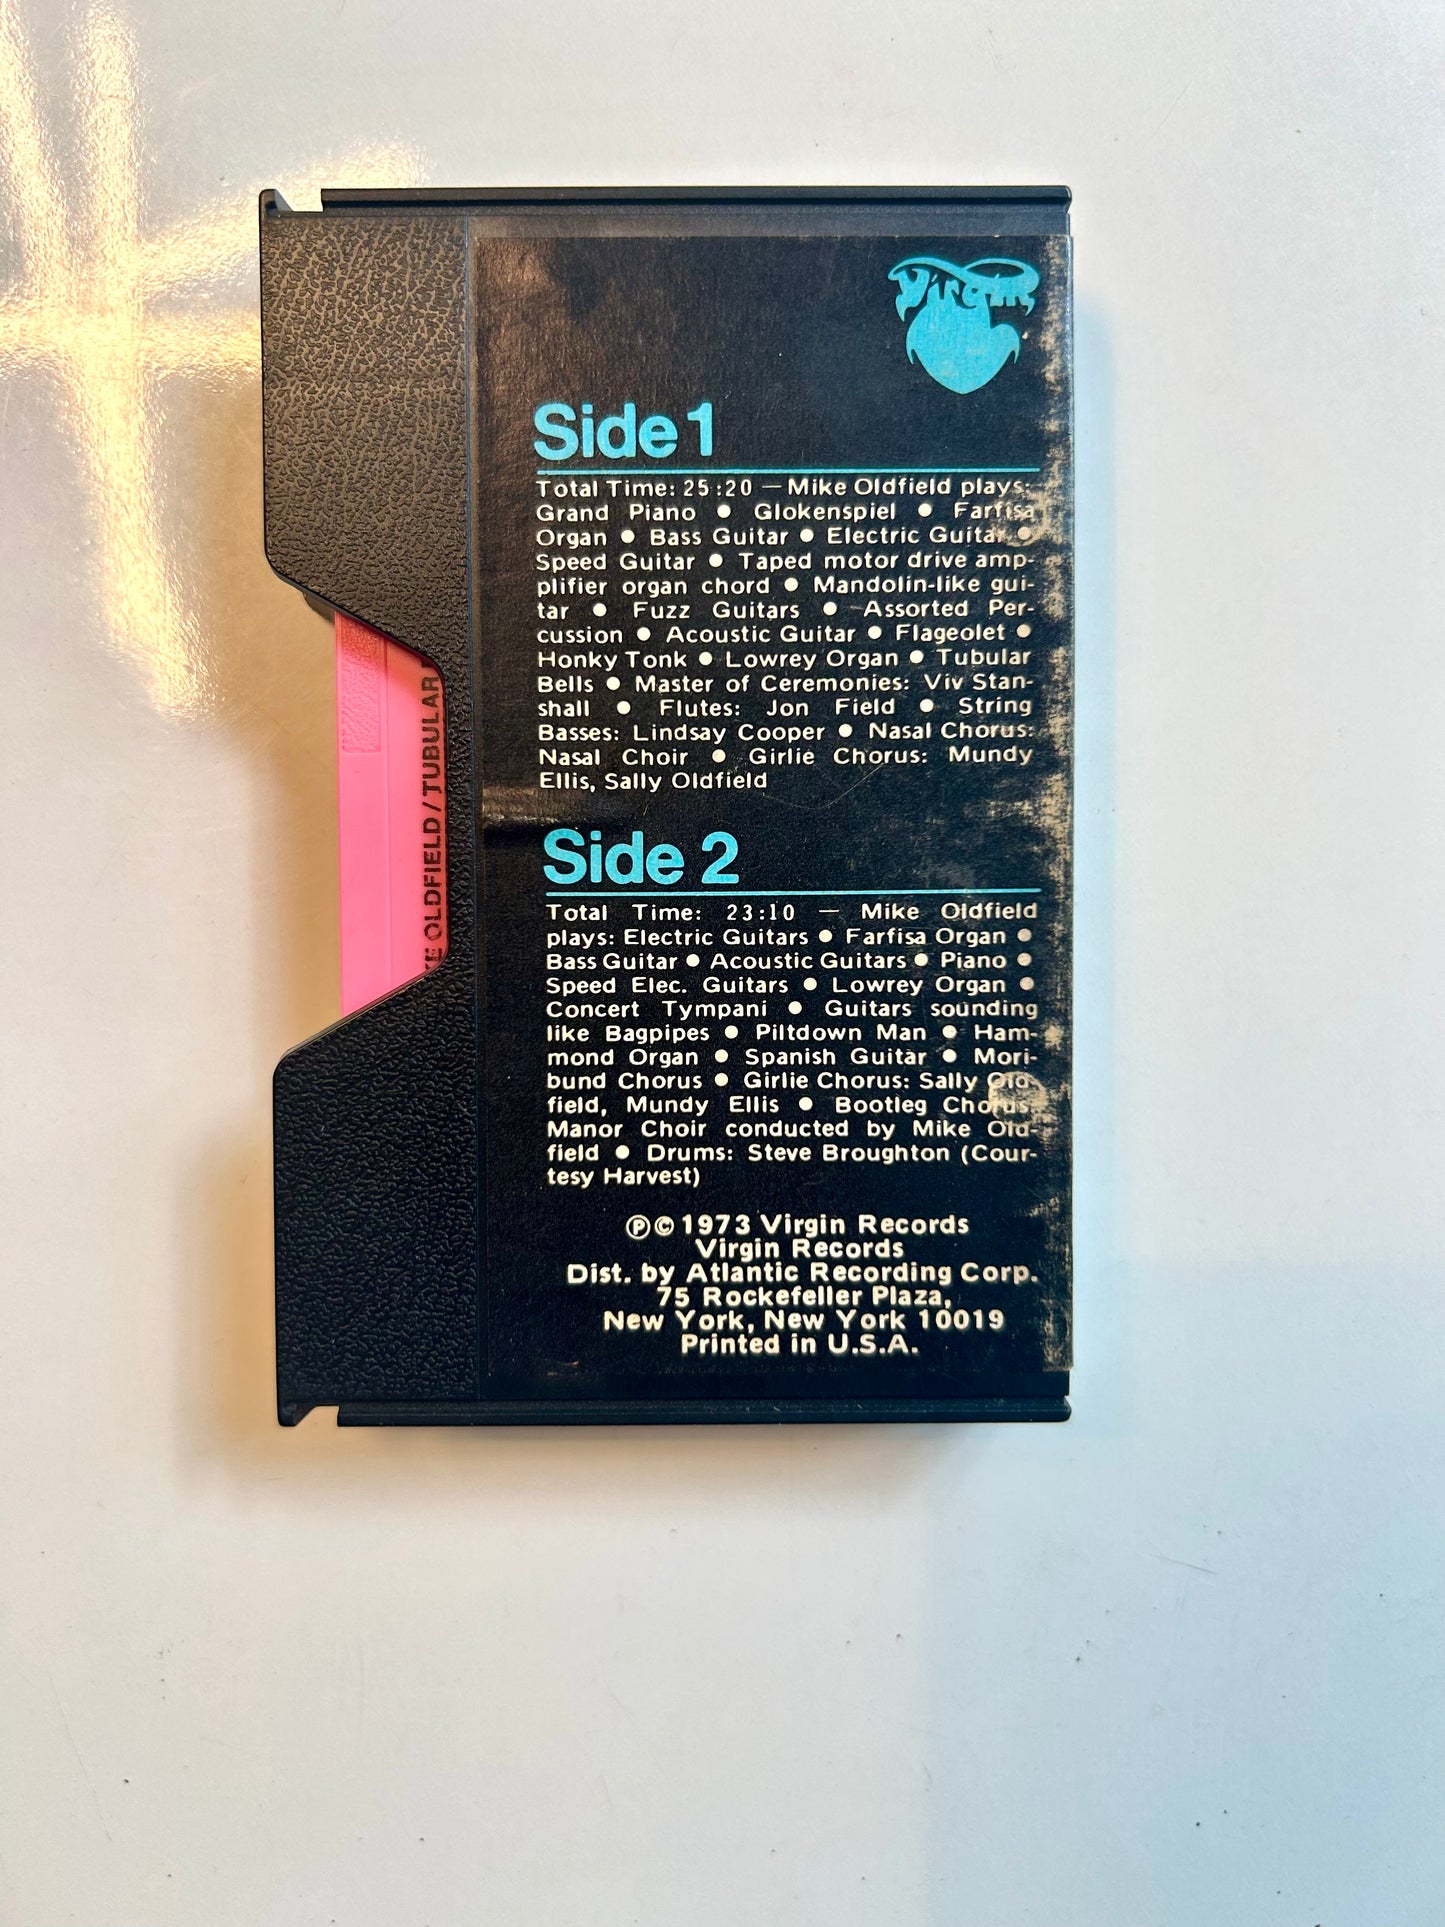 Virgin
Side 1
Total Time: 25:20 — Mike Oldfield plays:
Grand Piano ● Glokenspiel ● Farfisa
Organ ● Bass Guitar ● Electric Guitar ●
Speed Guitar ● Taped motor drive amp-
plifier organ chord ● Mandolin-like gui-
tar ● Fuzz Guitars ● Assorted Per-
cussion ● Acoustic Guitar ● Flageolet ●
Honky Tonk ● Lowrey Organ ● Tubular
Bells ● Master of Ceremonies: Viv Stan-
shall ● Flutes: Jon Field ● String
Basses: Lindsay Cooper ● Nasal Chorus:
Nasal Choir ● Girlie Chorus: Mundy
Ellis, Sally Oldfield
Side 2
Total Time: 23:10 — Mike Oldfield
plays: Electric Guitars ● Farfisa Organ ●
Bass Guitar ● Acoustic Guitars ● Piano ●
Speed Elec. Guitars ● Lowrey Organ ●
Concert Tympani ● Guitars sounding
like Bagpipes ● Piltdown Man ● Ham-
mond Organ ● Spanish Guitar ● Mori-
bund Chorus ● Girlie Chorus: Sally Old-
field, Mundy Ellis ● Bootleg Chorus:
Manor Choir conducted by Mike Old-
field ● Drums: Steve Broughton (Cour-
tesy Harvest)
℗©1973 Virgin Records
Virgin Records
Dist. by Atlantic Recording Corp.
75 Rockefeller Plaza,
New York, New York 10019
Printed in U.S.A.
KE OLDFIELD / TUBULAR